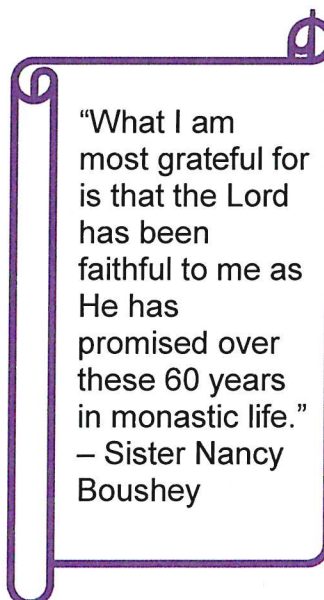 “What I am
most grateful for
is that the Lord
has been
faithful to me as
He has
promised over
these 60 years
in monastic life.”
– Sister Nancy
Boushey